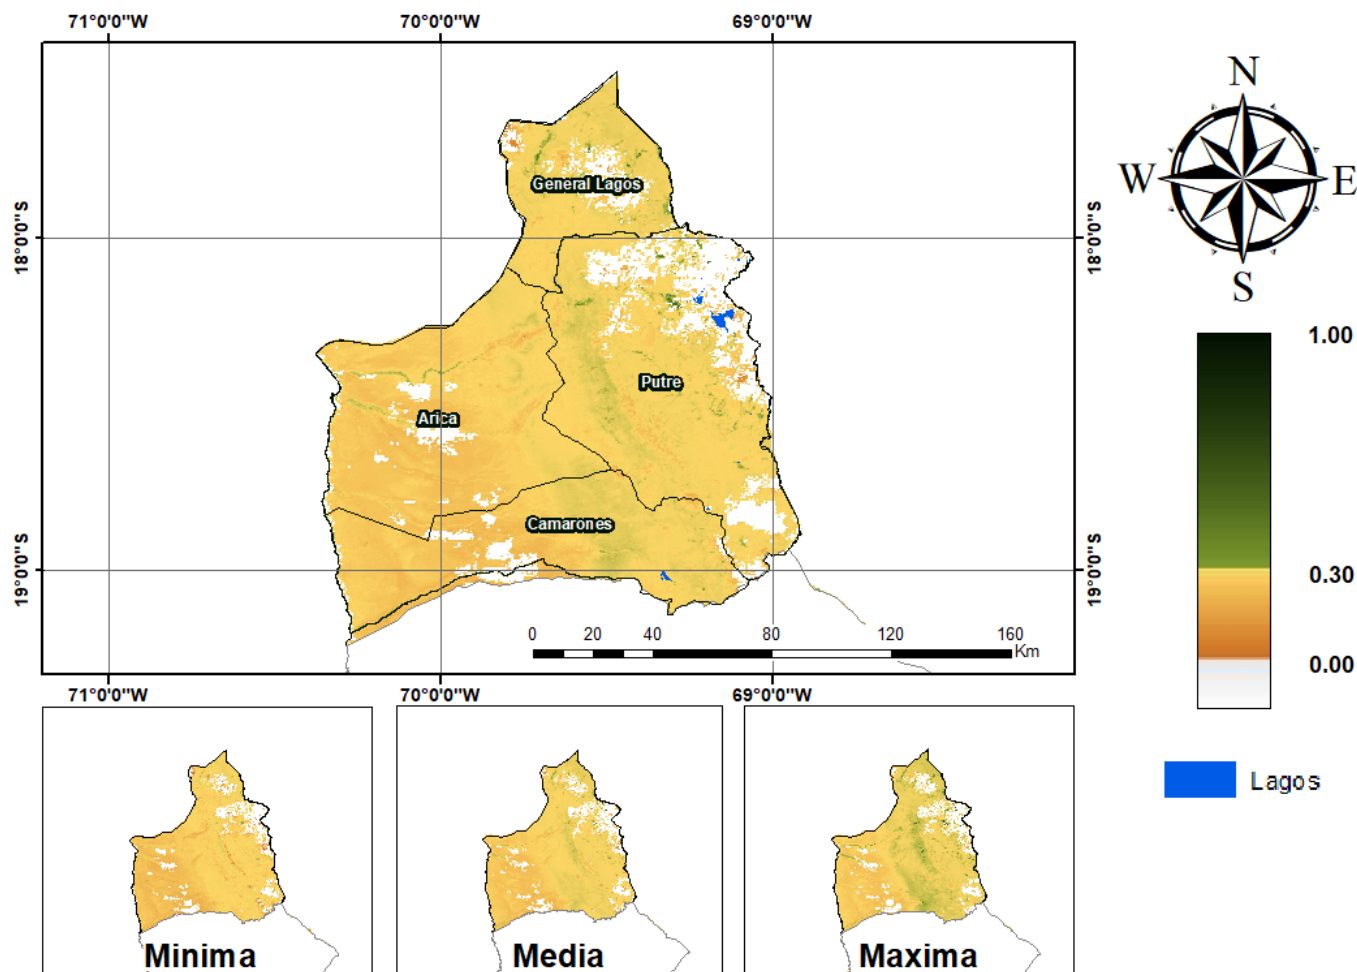 71°0'0"W 70°0'0"W 69°0'0"W
N
W E
S
18°0'0"S 18°0'0"S
19°0'0"S 19°0'0"S
General Lagos
Putre
Arica
Camarones
0 20 40 80 120 160
Km
71°0'0"W 70°0'0"W 69°0'0"W
1.00
0.30
0.00
Lagos
Minima Media Maxima